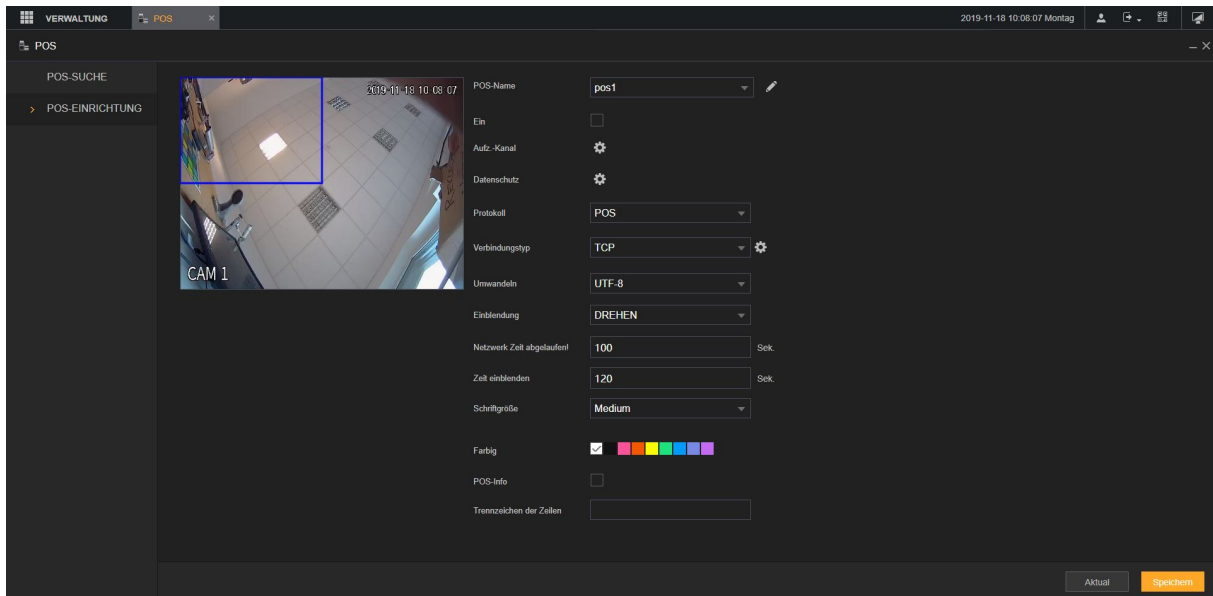 VERWALTUNG POS × 2019-11-18 10:08:07 Montag
POS
POS-SUCHE
> POS-EINRICHTUNG
2019-11-18 10 08 07
CAM 1
POS-Name pos1
Ein
Aufz.-Kanal
Datenschutz
Protokoll POS
Verbindungstyp TCP
Umwandeln UTF-8
Einblendung DREHEN
Netzwerk Zeit abgelaufen! 100 Sek.
Zeit einblenden 120 Sek.
Schriftgröße Medium
Farbig
POS-Info
Trennzeichen der Zeilen
Aktual Speichern